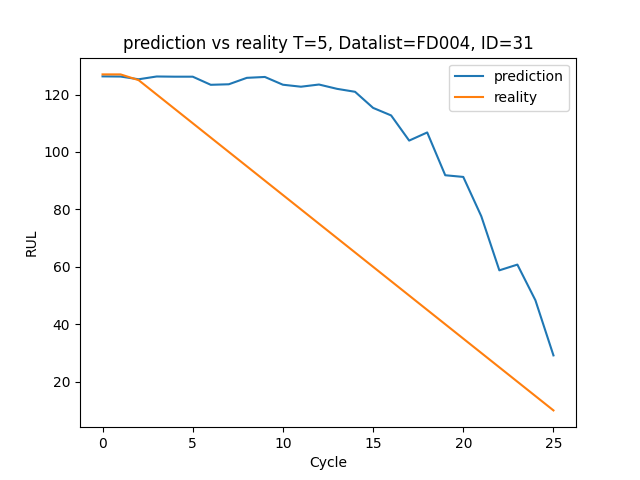 prediction vs reality T=5, Datalist=FD004, ID=31
prediction
reality
RUL
120
100
80
60
40
20
0 5 10 15 20 25
Cycle